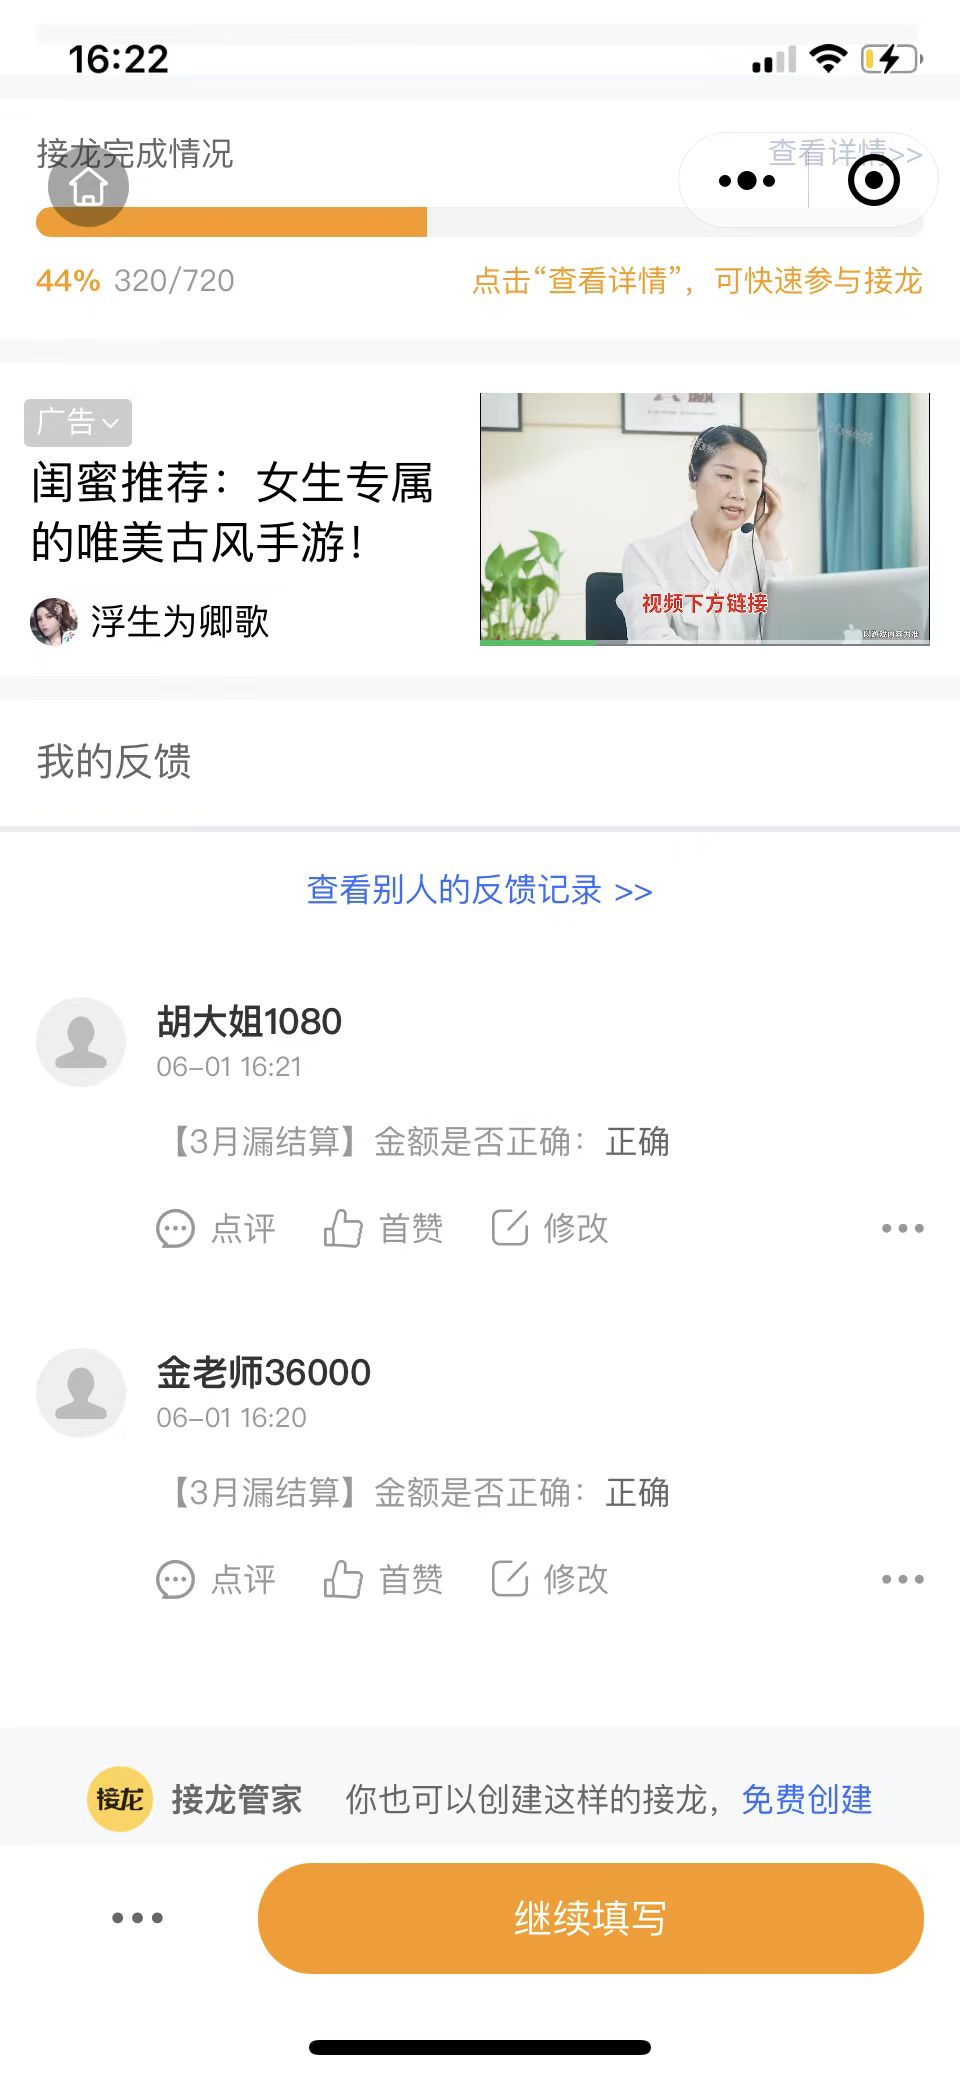 16:22
接龙完成情况
查看详情>>
44% 320/720
点击“查看详情”，可快速参与接龙
广告
闺蜜推荐：女生专属
的唯美古风手游！
浮生为卿歌
视频下方链接
以游戏内容为准
我的反馈
查看别人的反馈记录 >>
胡大姐1080
06-01 16:21
【3月漏结算】金额是否正确：正确
点评 首赞 修改
金老师36000
06-01 16:20
【3月漏结算】金额是否正确：正确
点评 首赞 修改
接龙 接龙管家 你也可以创建这样的接龙，免费创建
继续填写